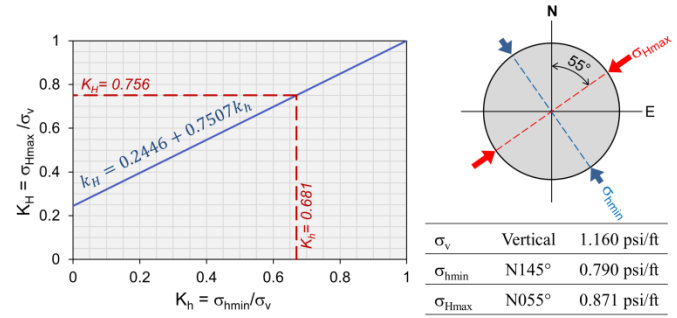 K_H = σ_Hmax /σ_v
1
0.8
0.6
0.4
0.2
0
K_H= 0.756
k_H = 0.2446 + 0.7507k_h
K_h= 0.681
0
0.2
0.4
0.6
0.8
1
K_h = σ_hmin/σ_v
N
55°
σ_Hmax
E
σ_hmin
σ_v Vertical 1.160 psi/ft
σ_hmin N145° 0.790 psi/ft
σ_Hmax N055° 0.871 psi/ft